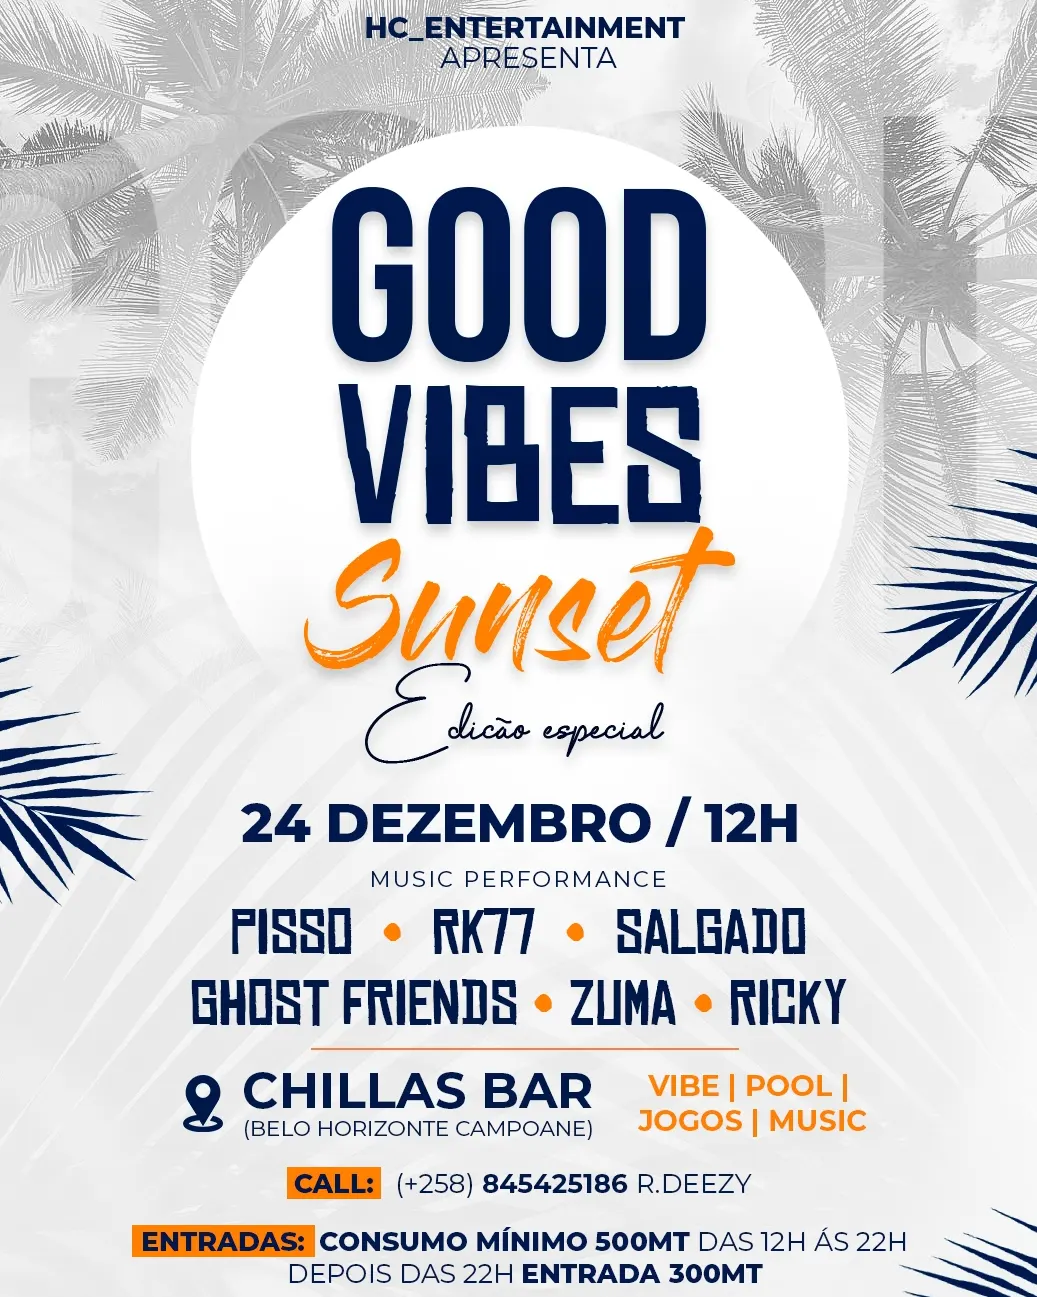 HC_ENTERTAINMENT
APRESENTA
GOOD
VIBES
Sunset
Edicão especial
24 DEZEMBRO / 12H
MUSIC PERFORMANCE
PISSO • RK77 • SALGADO
GHOST FRIENDS • ZUMA • RICKY
CHILLAS BAR
(BELO HORIZONTE CAMPOANE)
VIBE | POOL |
JOGOS | MUSIC
CALL: (+258) 845425186 R.DEEZY
ENTRADAS: CONSUMO MÍNIMO 500MT DAS 12H ÁS 22H
DEPOIS DAS 22H ENTRADA 300MT